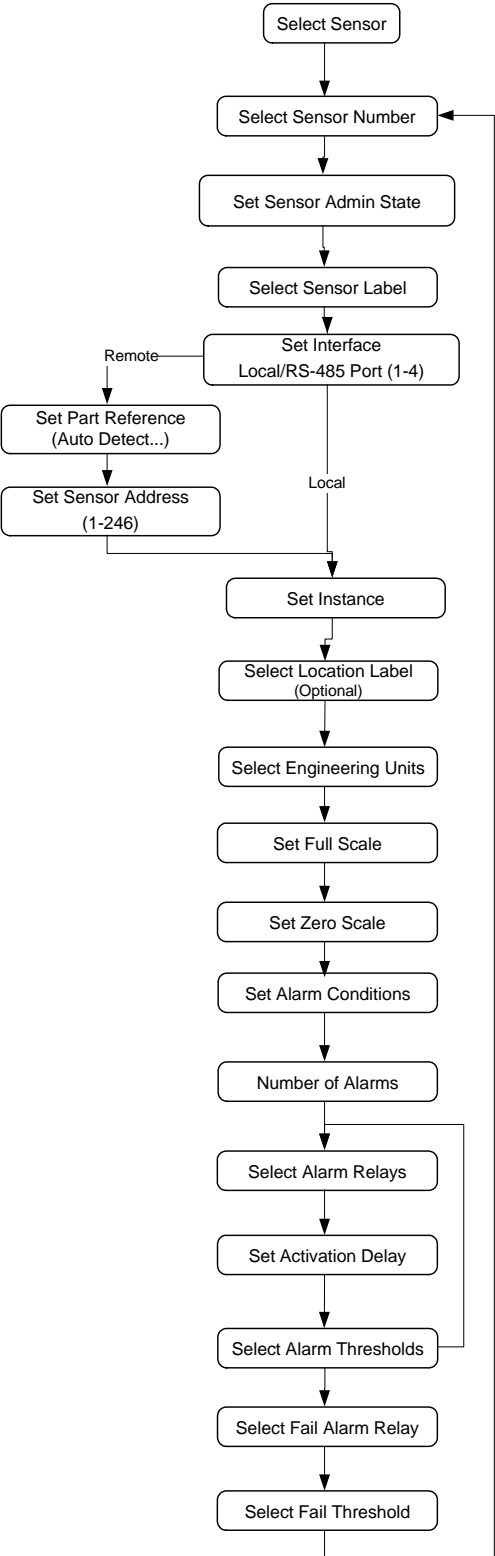 Select Sensor
Select Sensor Number
Set Sensor Admin State
Select Sensor Label
Set Interface
Local/RS-485 Port (1-4)
Remote
Set Part Reference
(Auto Detect...)
Set Sensor Address
(1-246)
Local
Set Instance
Select Location Label
(Optional)
Select Engineering Units
Set Full Scale
Set Zero Scale
Set Alarm Conditions
Number of Alarms
Select Alarm Relays
Set Activation Delay
Select Alarm Thresholds
Select Fail Alarm Relay
Select Fail Threshold